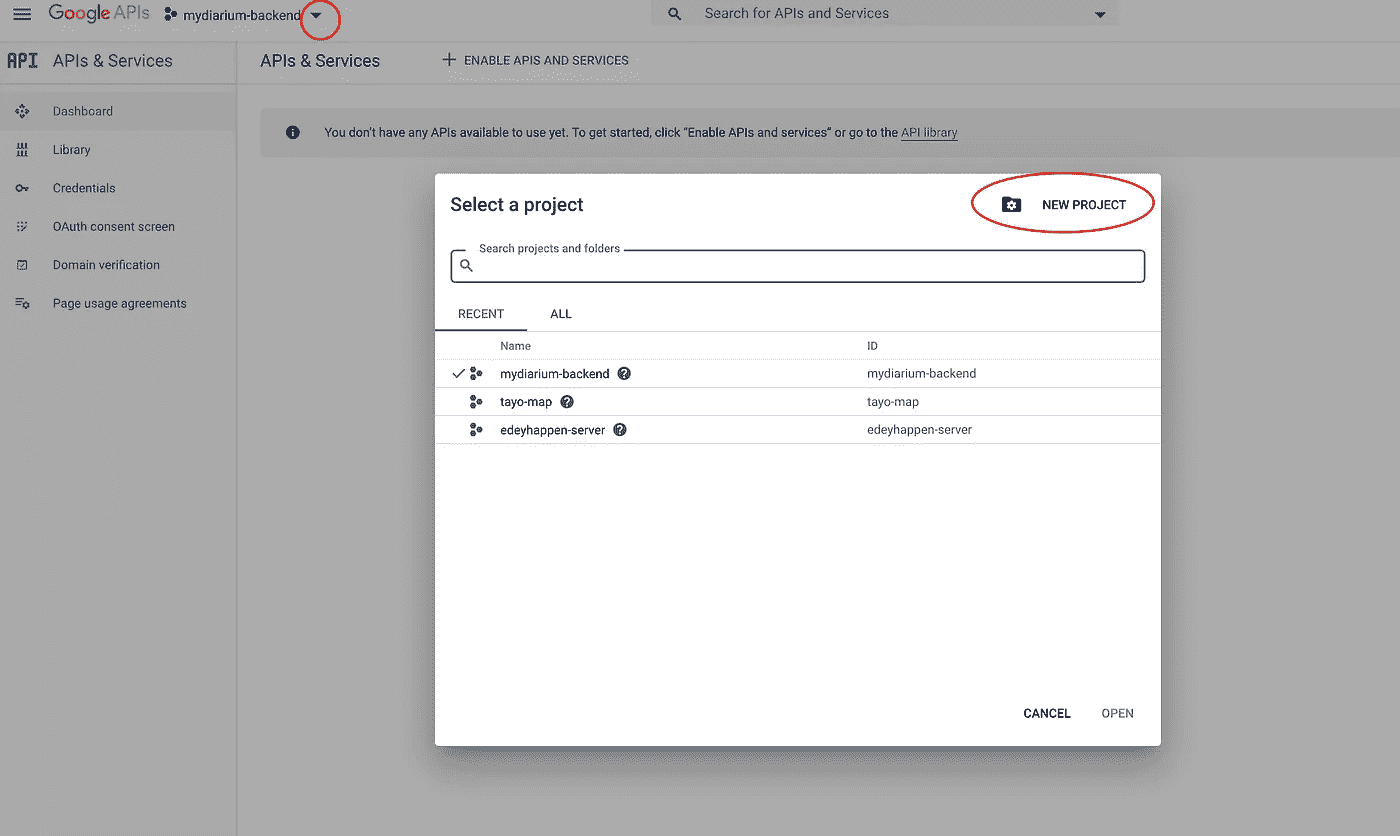 Google APIs mydiarium-backend Search for APIs and Services
API APIs & Services APIs & Services ENABLE APIS AND SERVICES
Dashboard
You don't have any APIs available to use yet. To get started, click "Enable APIs and services" or go to the API library
Library
Credentials
OAuth consent screen
Domain verification
Page usage agreements
Select a project NEW PROJECT
Search projects and folders
RECENT ALL
Name ID
mydiarium-backend mydiarium-backend
tayo-map tayo-map
edeyhappen-server edeyhappen-server
CANCEL OPEN